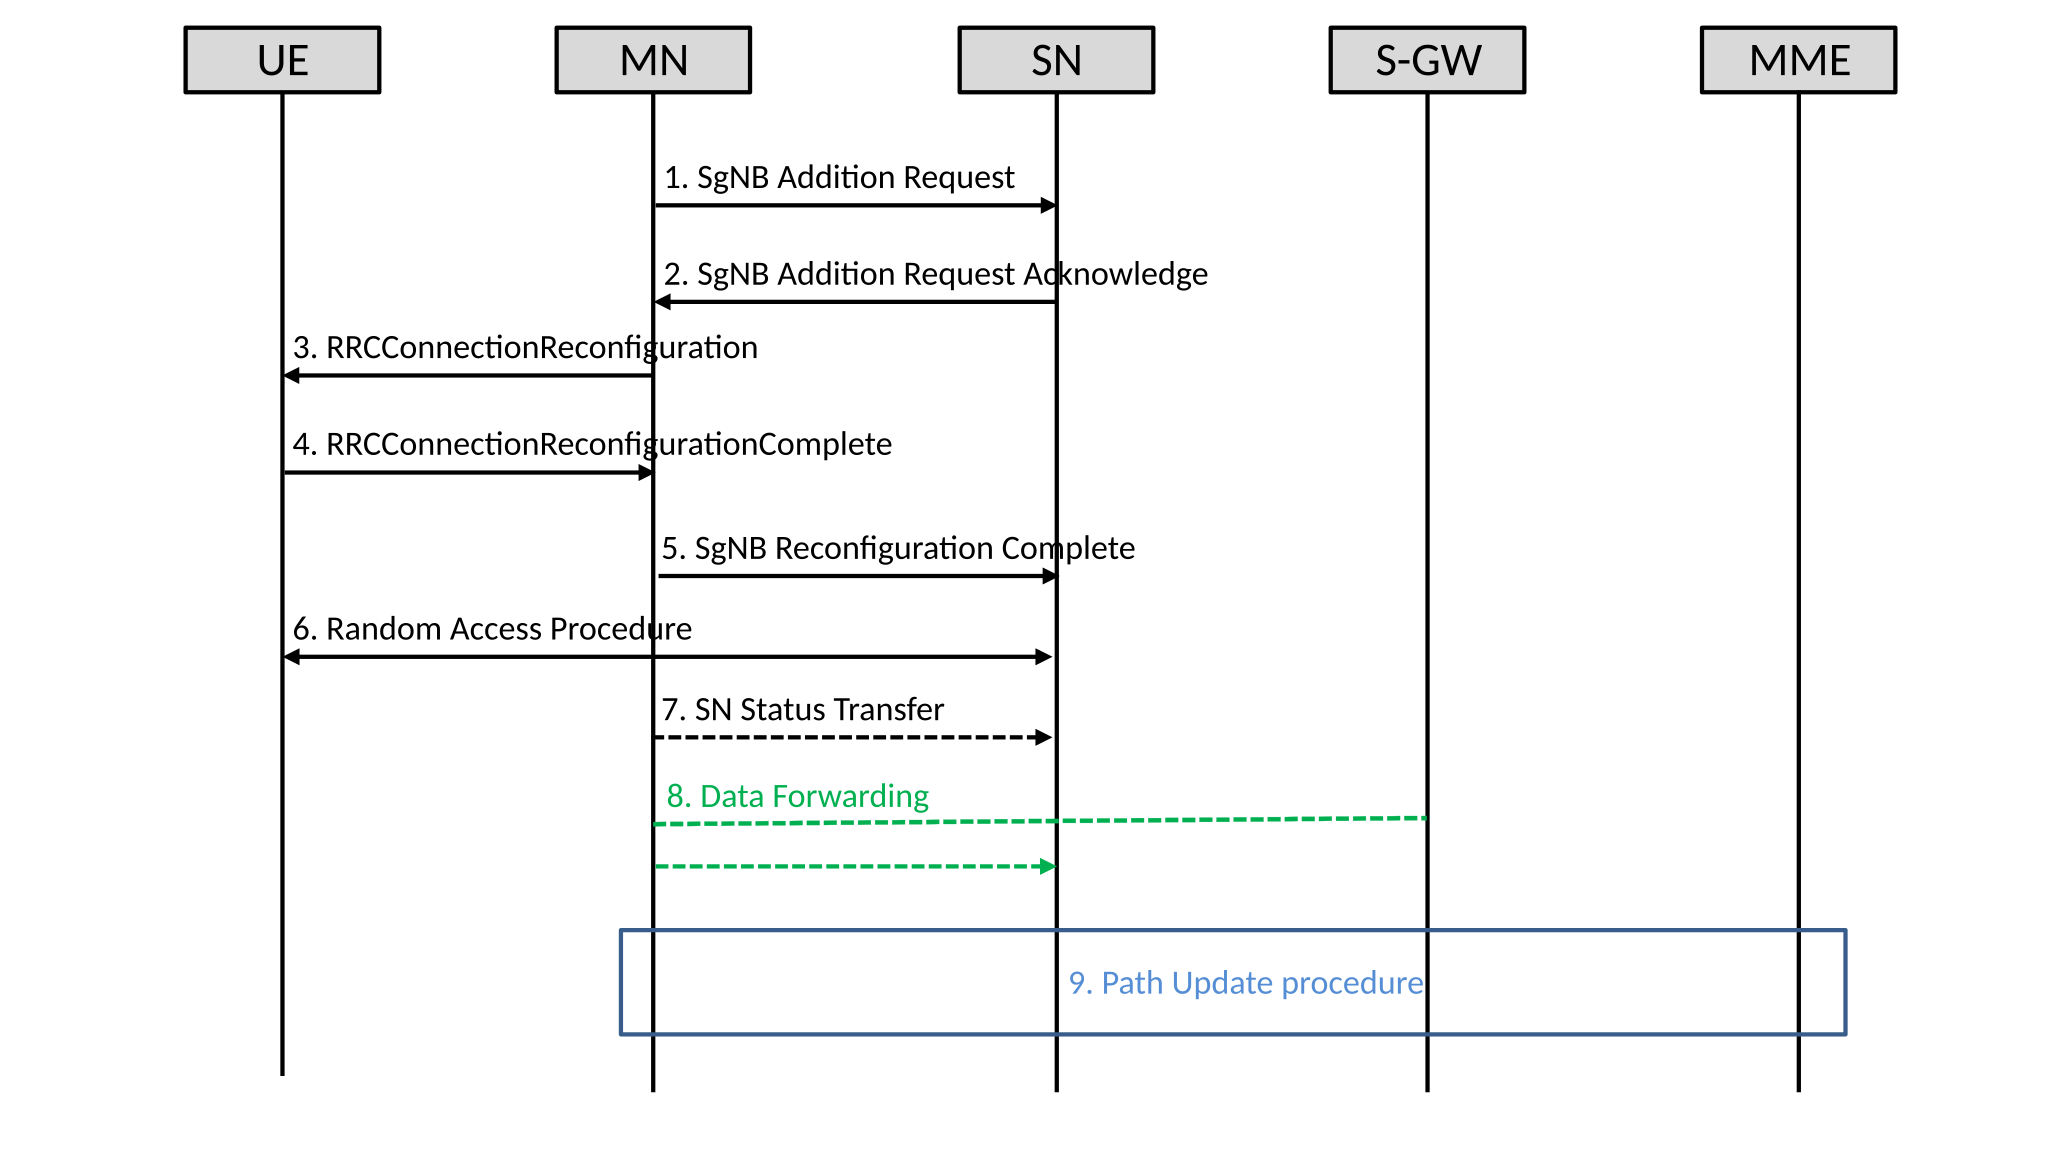 UE
MN
SN
S-GW
MME
1. SgNB Addition Request
2. SgNB Addition Request Acknowledge
3. RRCConnectionReconfiguration
4. RRCConnectionReconfigurationComplete
5. SgNB Reconfiguration Complete
6. Random Access Procedure
7. SN Status Transfer
8. Data Forwarding
9. Path Update procedure